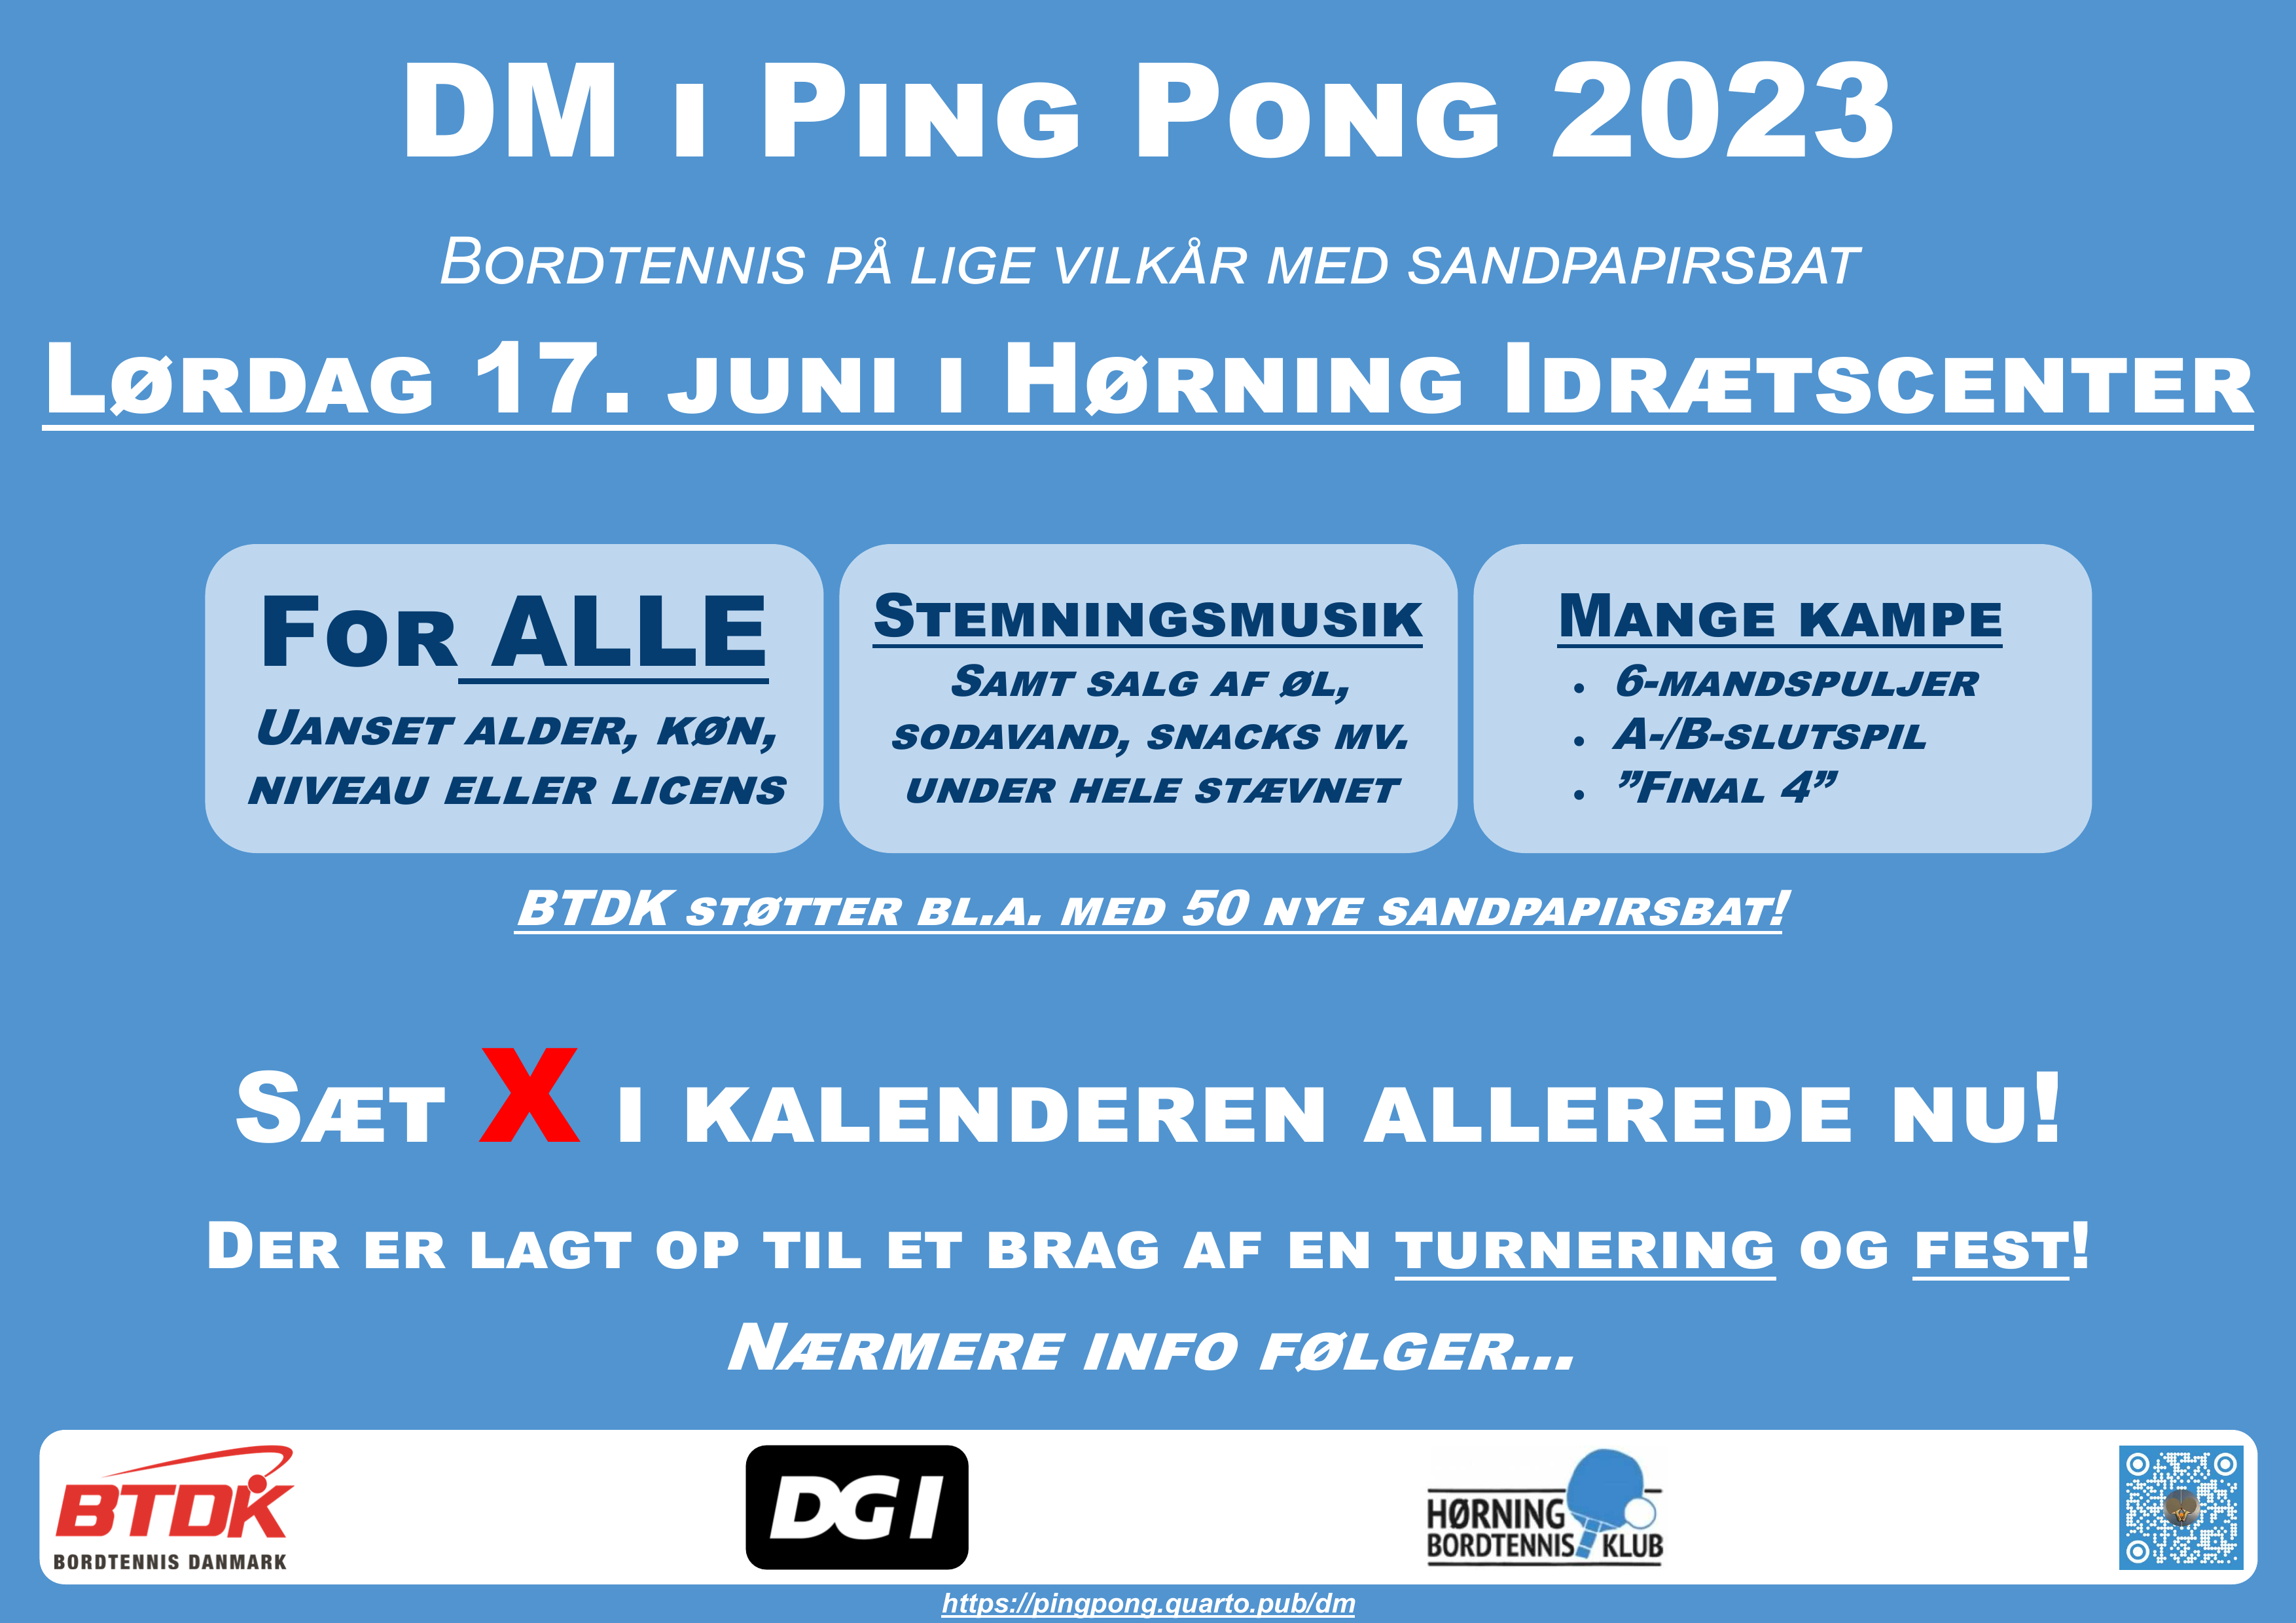 DM i Ping Pong 2023
Bordtennis på lige vilkår med sandpapirsbat
Lørdag 17. juni i Hørning Idrætscenter
For ALLE
Uanset alder, køn,
niveau eller licens
Stemningsmusik
Samt salg af øl,
sodavand, snacks mv.
under hele stævnet
Mange kampe
• 6-mandspuljer
• A-/B-slutspil
• ”Final 4”
BTDK støtter bl.a. med 50 nye sandpapirsbat!
Sæt X i kalenderen allerede nu!
Der er lagt op til et brag af en turnering og fest!
Nærmere info følger...
BTDK
BORDTENNIS DANMARK
DGI
HØRNING
BORDTENNIS KLUB
https://pingpong.quarto.pub/dm